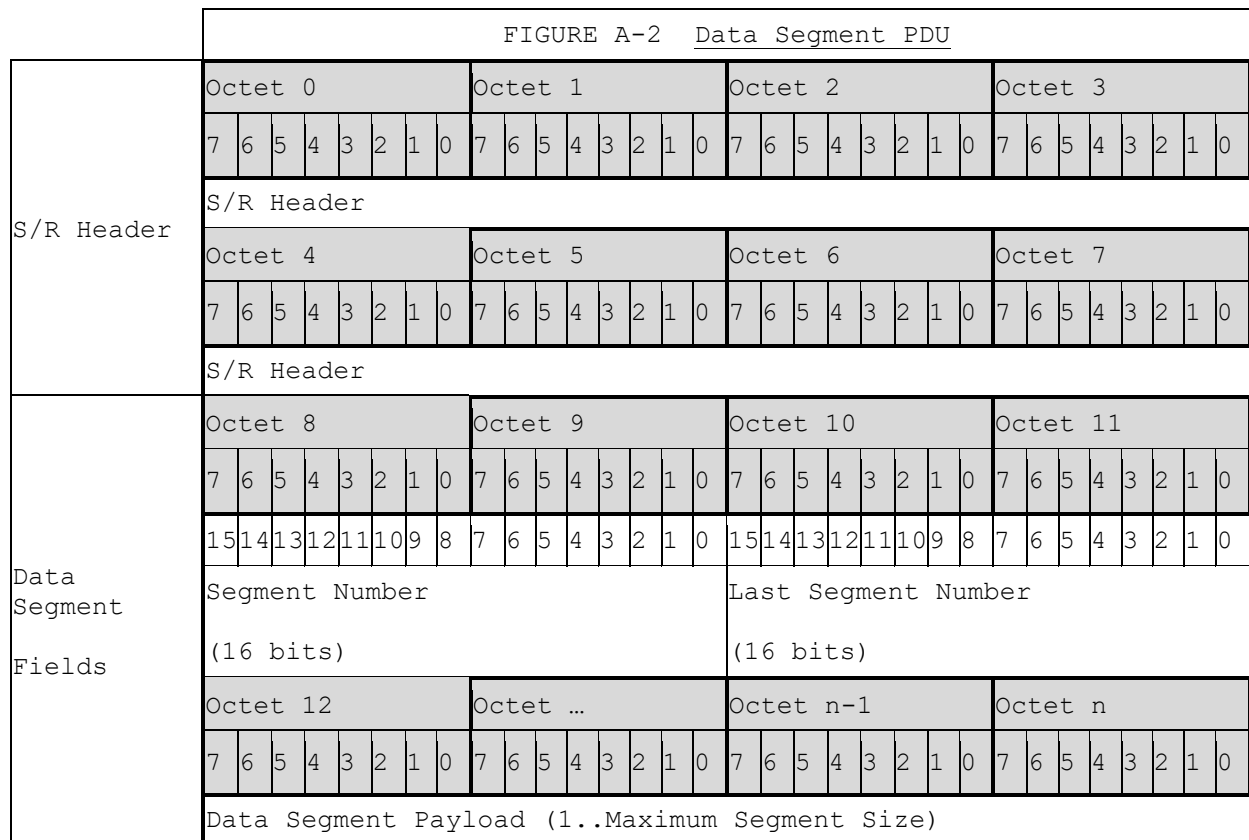 FIGURE A-2 Data Segment PDU
S/R Header
Octet 0 Octet 1 Octet 2 Octet 3
7 6 5 4 3 2 1 0 7 6 5 4 3 2 1 0 7 6 5 4 3 2 1 0 7 6 5 4 3 2 1 0
S/R Header
Octet 4 Octet 5 Octet 6 Octet 7
7 6 5 4 3 2 1 0 7 6 5 4 3 2 1 0 7 6 5 4 3 2 1 0 7 6 5 4 3 2 1 0
S/R Header
Data
Segment
Fields
Octet 8 Octet 9 Octet 10 Octet 11
7 6 5 4 3 2 1 0 7 6 5 4 3 2 1 0 7 6 5 4 3 2 1 0 7 6 5 4 3 2 1 0
15 14 13 12 11 10 9 8 7 6 5 4 3 2 1 0 15 14 13 12 11 10 9 8 7 6 5 4 3 2 1 0
Segment Number Last Segment Number
(16 bits) (16 bits)
Octet 12 Octet … Octet n-1 Octet n
7 6 5 4 3 2 1 0 7 6 5 4 3 2 1 0 7 6 5 4 3 2 1 0 7 6 5 4 3 2 1 0
Data Segment Payload (1..Maximum Segment Size)